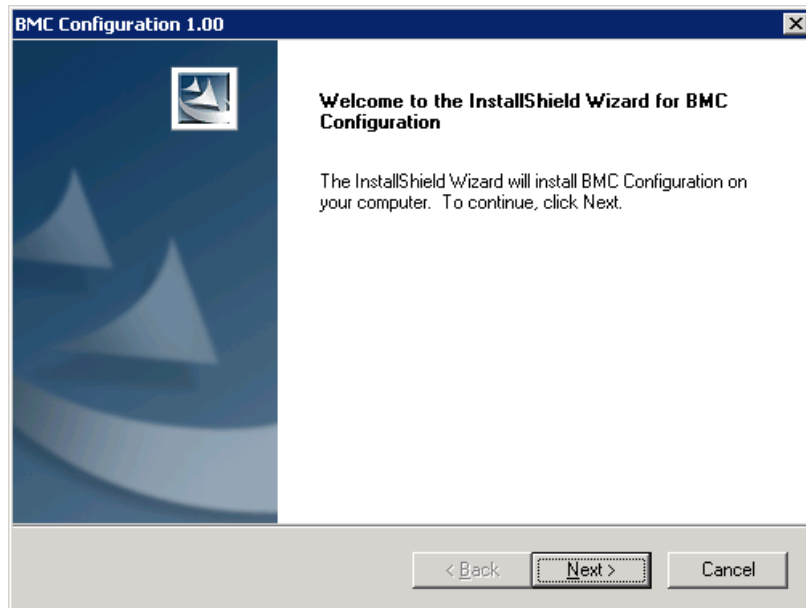 BMC Configuration 1.00
Welcome to the InstallShield Wizard for BMC
Configuration
The InstallShield Wizard will install BMC Configuration on
your computer. To continue, click Next.
< Back
Next >
Cancel